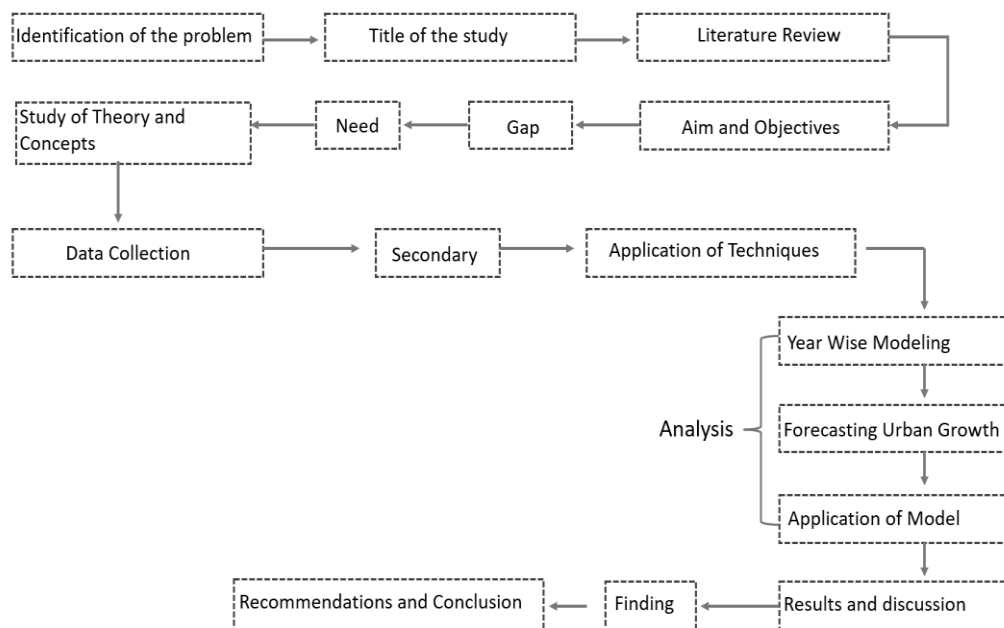 Identification of the problem
Title of the study
Literature Review
Aim and Objectives
Gap
Need
Study of Theory and
Concepts
Data Collection
Secondary
Application of Techniques
Year Wise Modeling
Analysis
Forecasting Urban Growth
Application of Model
Results and discussion
Finding
Recommendations and Conclusion